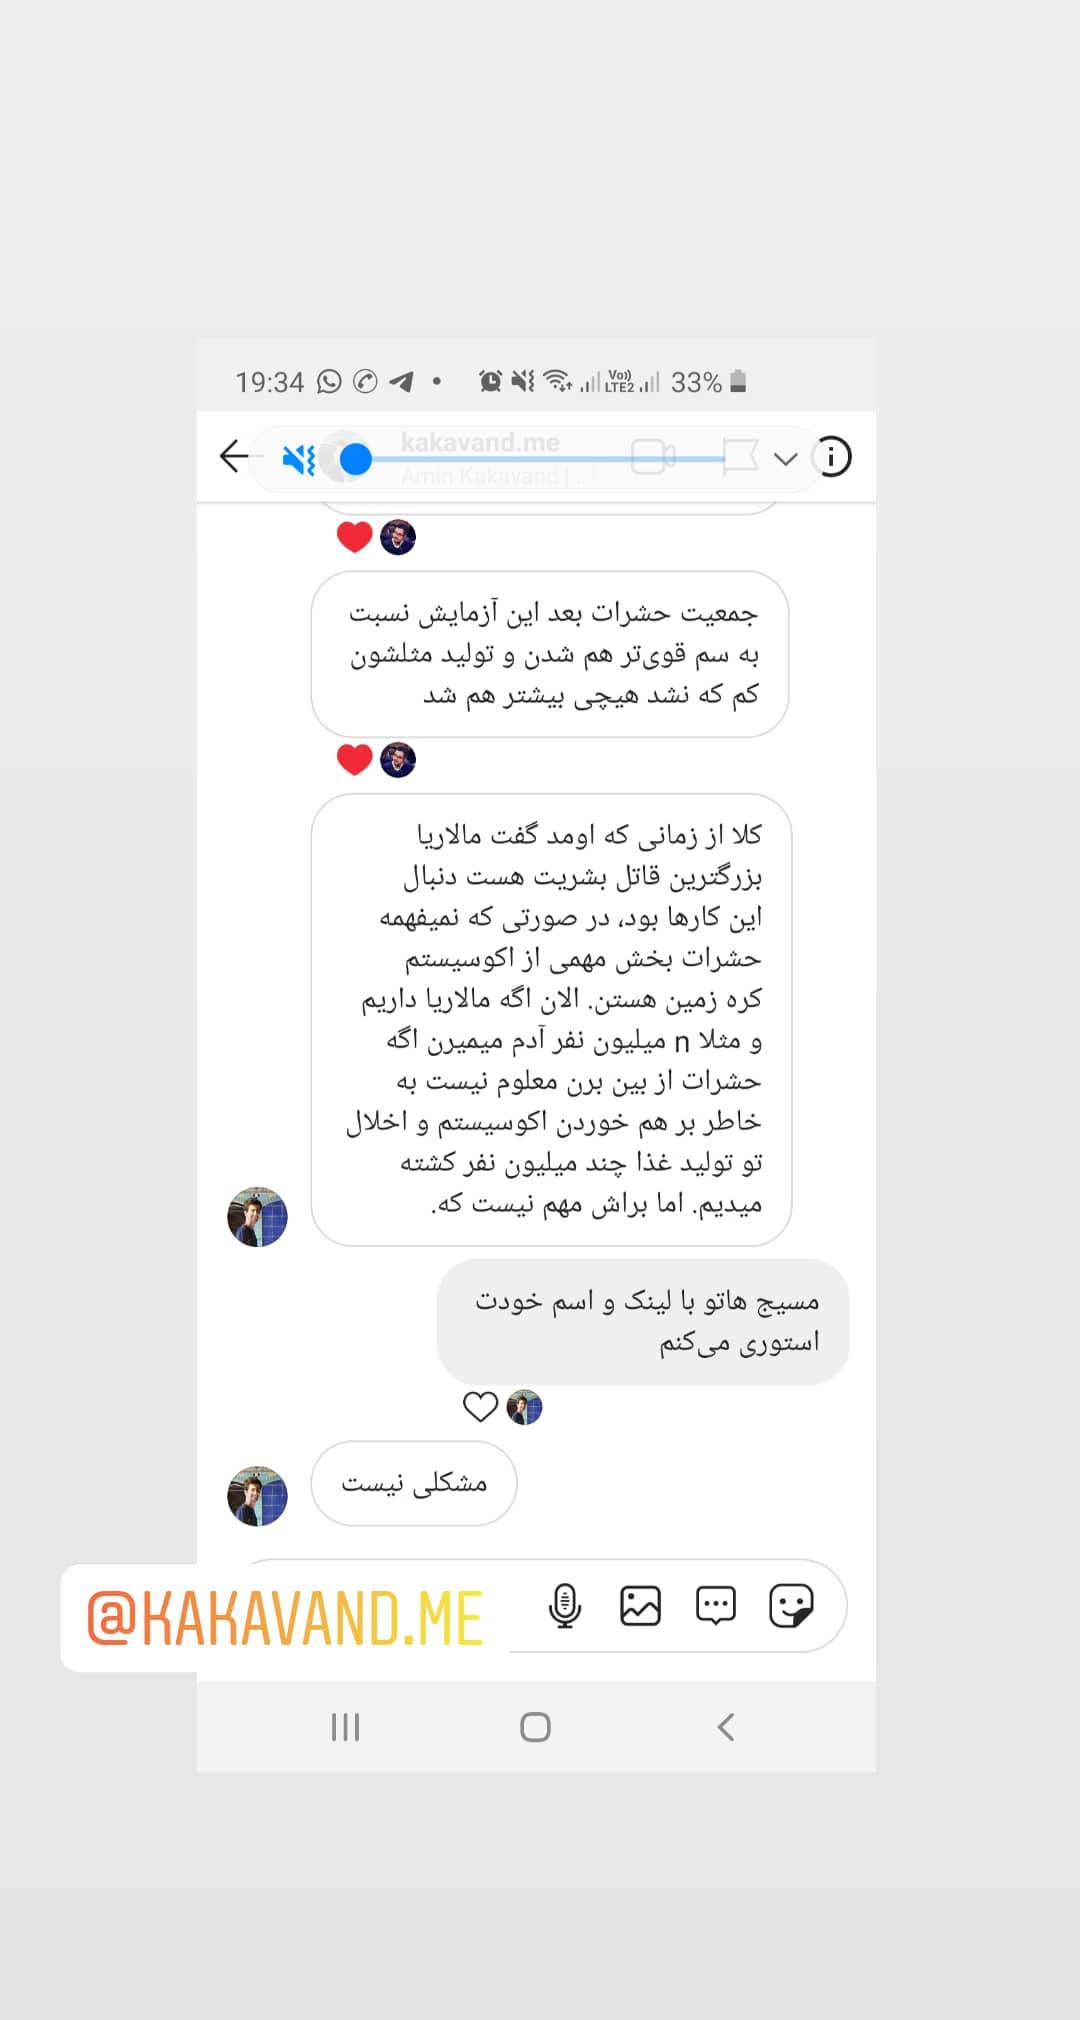 19:34 33%
Vo)) LTE2
kakavand.me
Amin Kakavand | ...
جمعیت حشرات بعد این آزمایش نسبت
به سم قوی‌تر هم شدن و تولید مثلشون
کم که نشد هیچی بیشتر هم شد
کلا از زمانی که اومد گفت مالاریا
بزرگترین قاتل بشریت هست دنبال
این کارها بود، در صورتی که نمیفهمه
حشرات بخش مهمی از اکوسیستم
کره زمین هستن. الان اگه مالاریا داریم
و مثلا n میلیون نفر آدم میمیرن اگه
حشرات از بین برن معلوم نیست به
خاطر بر هم خوردن اکوسیستم و اخلال
تو تولید غذا چند میلیون نفر کشته
میدیم. اما براش مهم نیست که.
مسیج هاتو با لینک و اسم خودت
استوری می‌کنم
مشکلی نیست
@KAKAVAND.ME